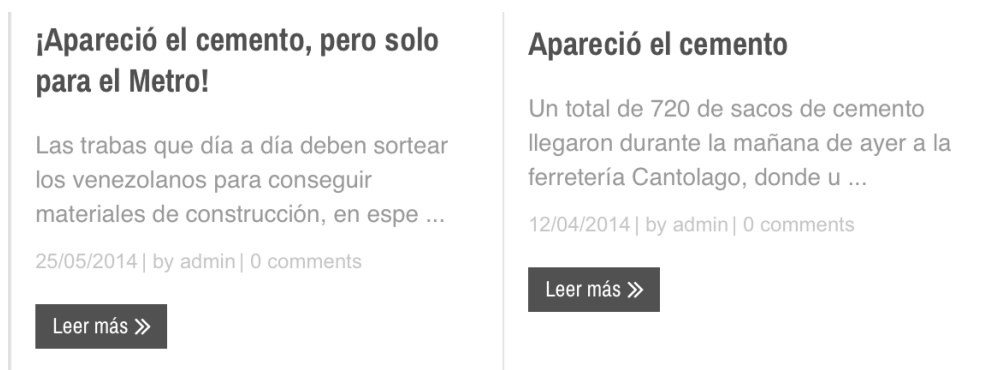 ¡Apareció el cemento, pero solo
para el Metro!
Las trabas que día a día deben sortear
los venezolanos para conseguir
materiales de construcción, en espe ...
25/05/2014 | by admin | 0 comments
Leer más
Apareció el cemento
Un total de 720 de sacos de cemento
llegaron durante la mañana de ayer a la
ferretería Cantolago, donde u ...
12/04/2014 | by admin | 0 comments
Leer más